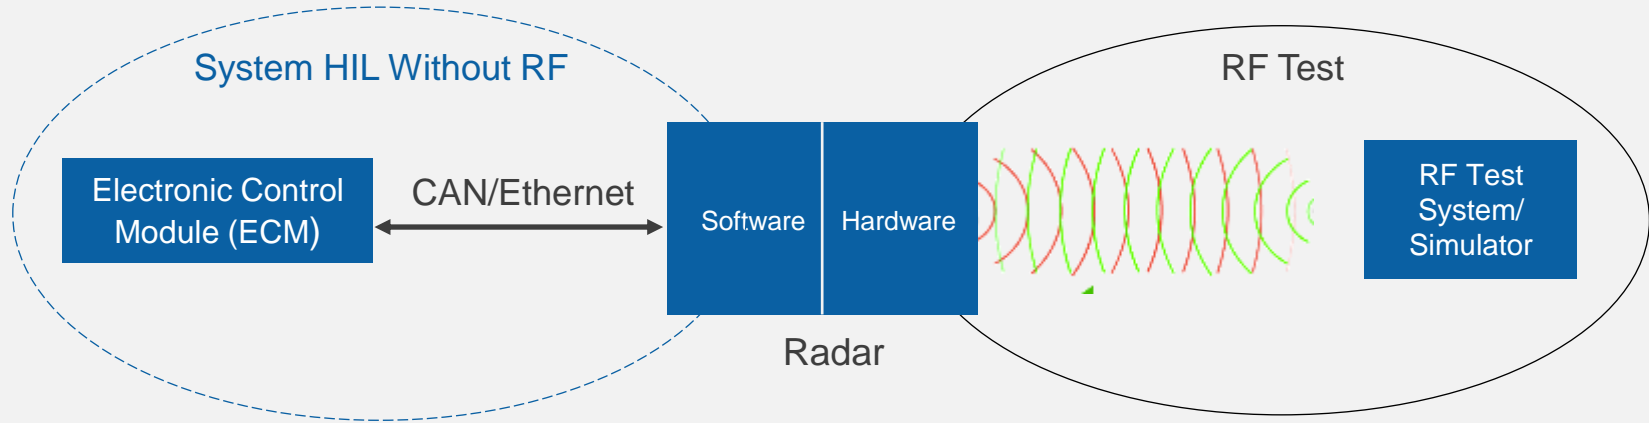 System HIL Without RF
RF Test
Electronic Control
Module (ECM)
CAN/Ethernet
Software
Hardware
RF Test
System/
Simulator
Radar